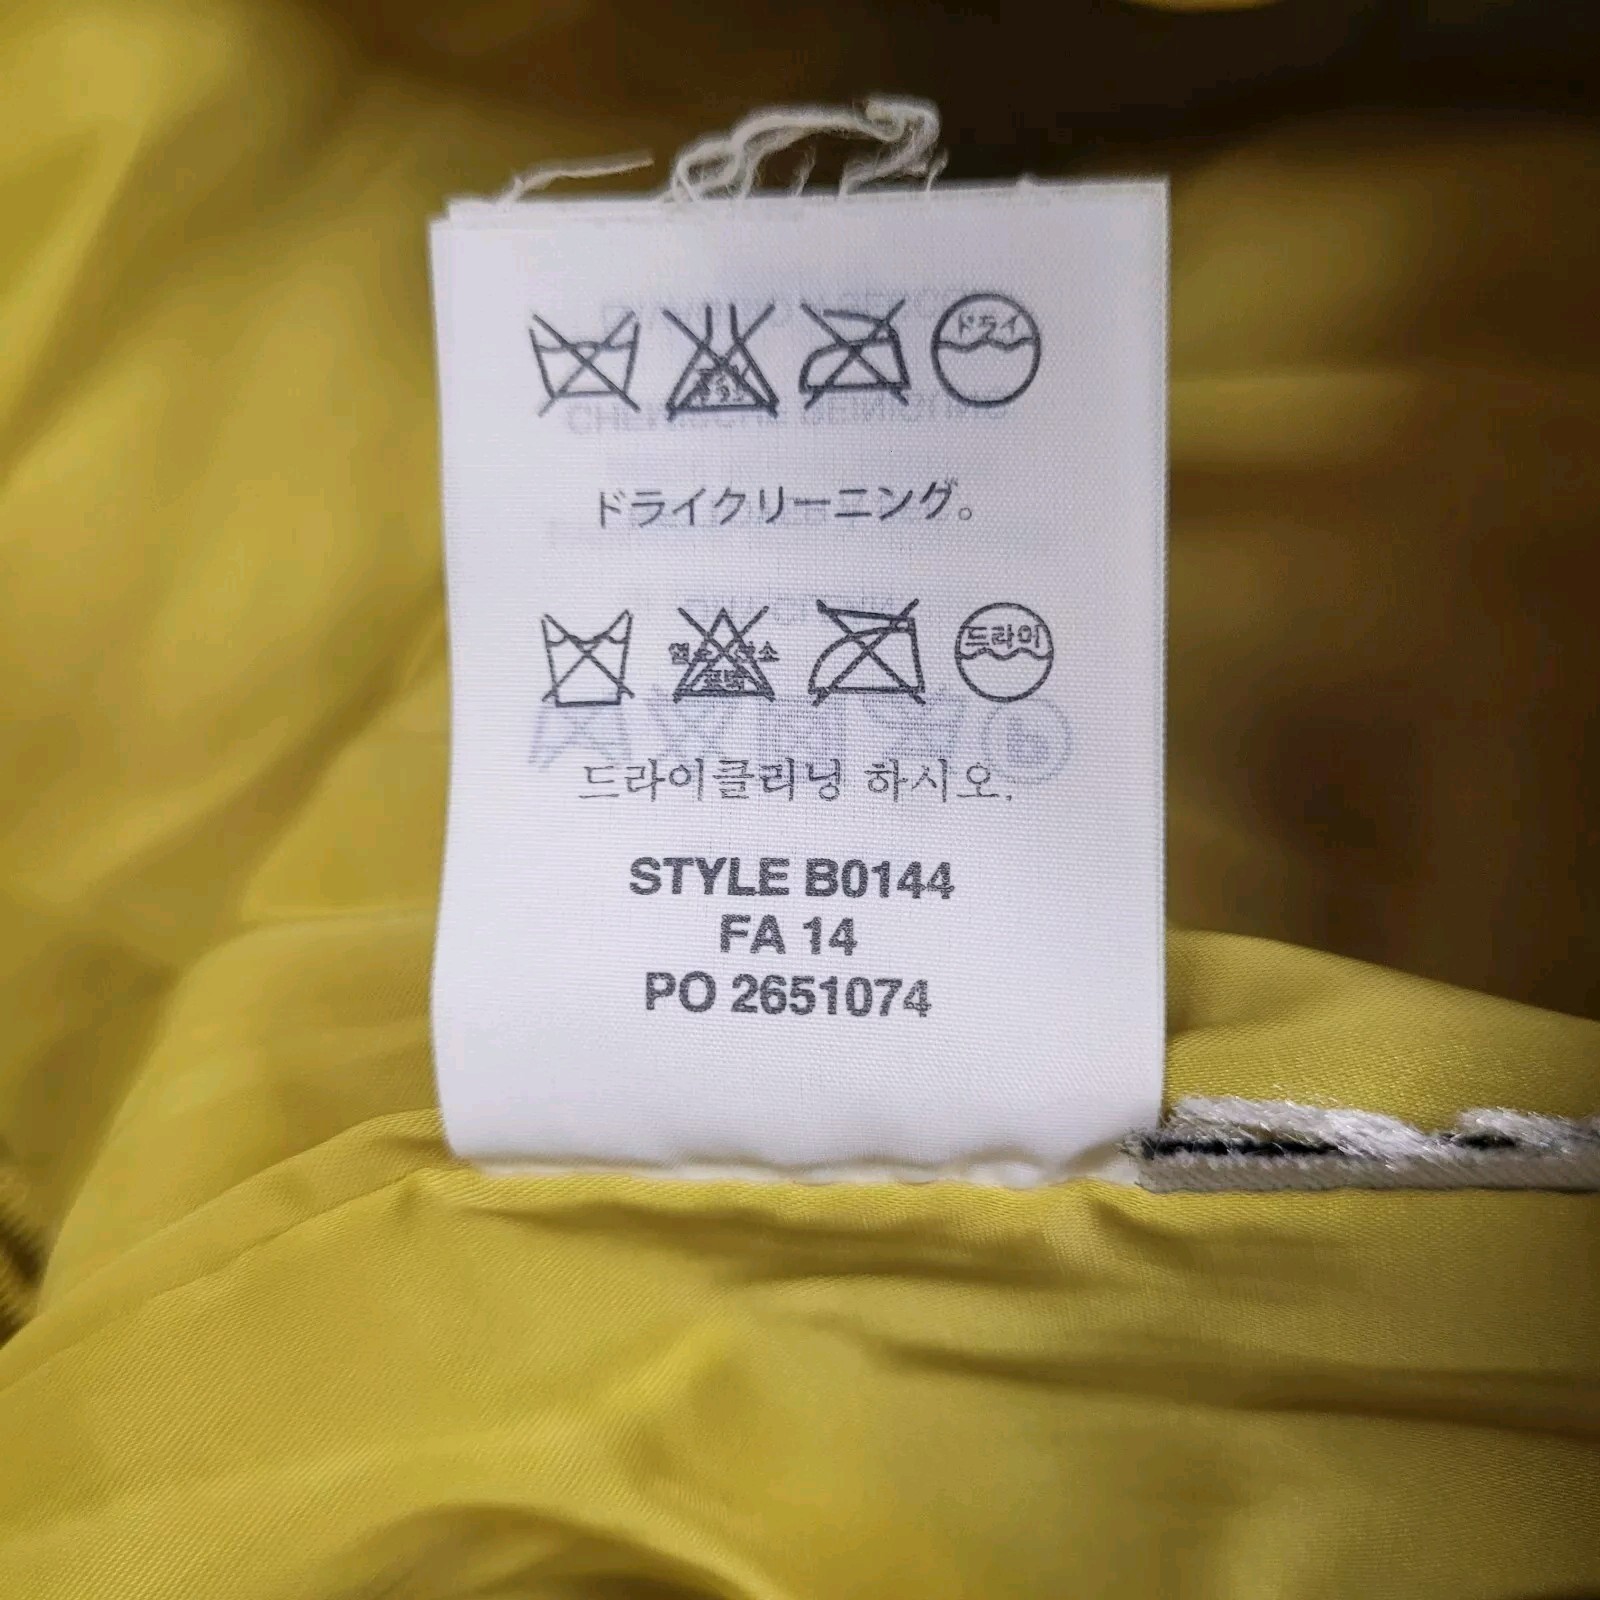 ドライ
ドライクリーニング。
드라이
드라이클리닝 하시오.
STYLE B0144
FA 14
PO 2651074